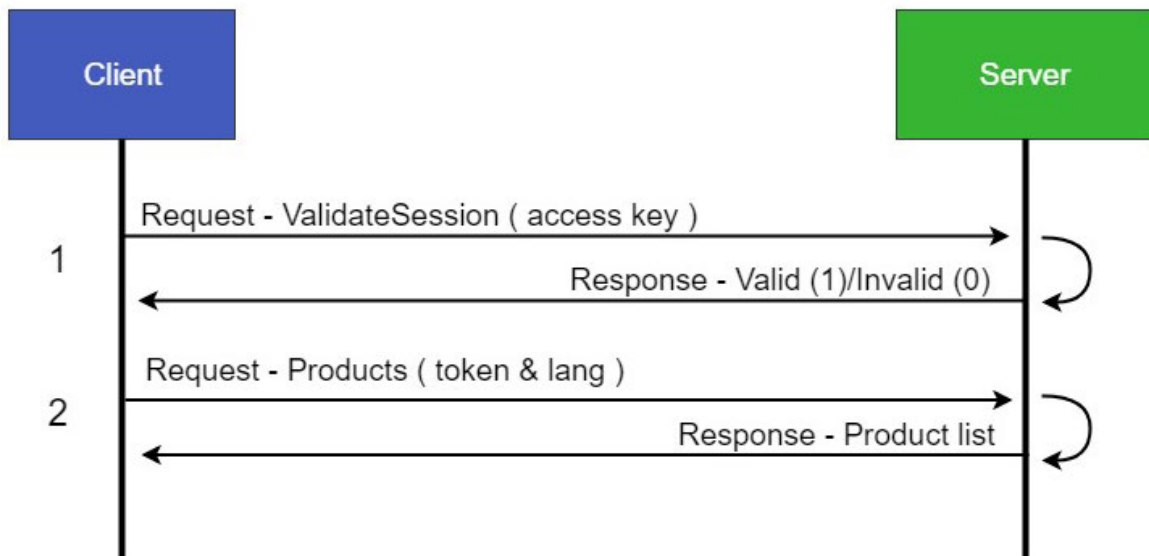 Client
Server
Request - ValidateSession ( access key )
1
Response - Valid (1)/Invalid (0)
Request - Products ( token & lang )
2
Response - Product list